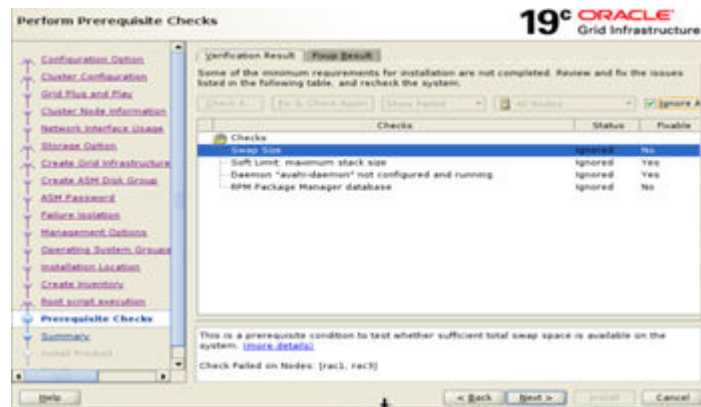 Perform Prerequisite Checks
19c ORACLE
Grid Infrastructure
Configuration Option
Cluster Configuration
Grid Plug and Play
Cluster Node Information
Network Interface Usage
Storage Option
Create Grid Infrastructure
Create ASM Disk Group
ASM Password
Failure Isolation
Management Options
Operating System Groups
Installation Location
Create Inventory
Root script execution
Prerequisite Checks
Summary
Install Product
Verification Result Fixup Result
Some of the minimum requirements for installation are not completed. Review and fix the issues
listed in the following table, and recheck the system.
Fix & Check Again Show Failed All Nodes Ignore A
Checks Status Fixable
Checks
Swap Size Ignored No
Soft Limit: maximum stack size Ignored Yes
Daemon "avahi-daemon" not configured and running Ignored Yes
RPM Package Manager database Ignored No
This is a prerequisite condition to test whether sufficient total swap space is available on the
system. (more details)
Check Failed on Nodes: [rac1, rac3]
Help < Back Next > Install Cancel